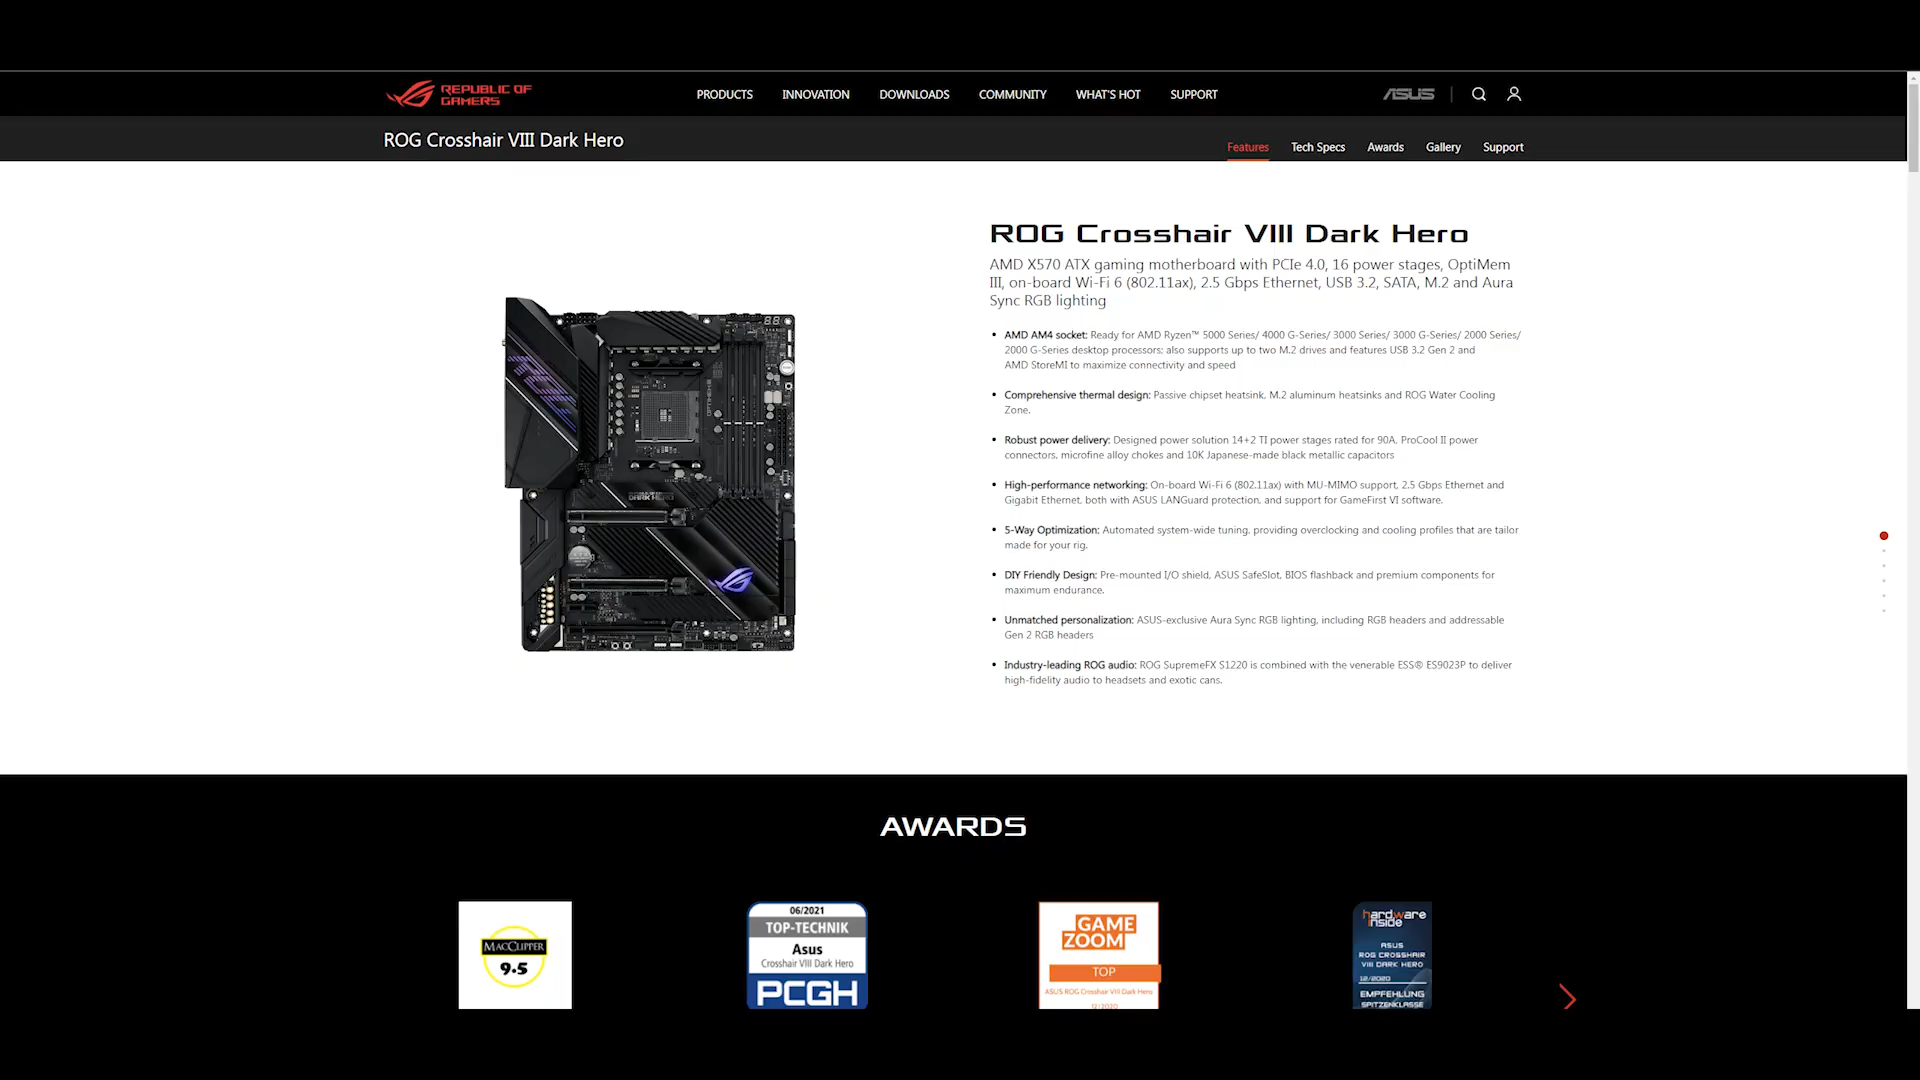 REPUBLIC OF
GAMERS
PRODUCTS INNOVATION DOWNLOADS COMMUNITY WHAT'S HOT SUPPORT
ASUS
ROG Crosshair VIII Dark Hero
Features Tech Specs Awards Gallery Support
ROG Crosshair VIII Dark Hero
AMD X570 ATX gaming motherboard with PCIe 4.0, 16 power stages, OptiMem
III, on-board Wi-Fi 6 (802.11ax), 2.5 Gbps Ethernet, USB 3.2, SATA, M.2 and Aura
Sync RGB lighting
• AMD AM4 socket: Ready for AMD Ryzen™ 5000 Series/ 4000 G-Series/ 3000 Series/ 3000 G-Series/ 2000 Series/
2000 G-Series desktop processors; also supports up to two M.2 drives and features USB 3.2 Gen 2 and
AMD StoreMI to maximize connectivity and speed
• Comprehensive thermal design: Passive chipset heatsink, M.2 aluminum heatsinks and ROG Water Cooling
Zone.
• Robust power delivery: Designed power solution 14+2 TI power stages rated for 90A, ProCool II power
connectors, microfine alloy chokes and 10K Japanese-made black metallic capacitors
• High-performance networking: On-board Wi-Fi 6 (802.11ax) with MU-MIMO support, 2.5 Gbps Ethernet and
Gigabit Ethernet, both with ASUS LANGuard protection, and support for GameFirst VI software.
• 5-Way Optimization: Automated system-wide tuning, providing overclocking and cooling profiles that are tailor
made for your rig.
• DIY Friendly Design: Pre-mounted I/O shield, ASUS SafeSlot, BIOS flashback and premium components for
maximum endurance.
• Unmatched personalization: ASUS-exclusive Aura Sync RGB lighting, including RGB headers and addressable
Gen 2 RGB headers
• Industry-leading ROG audio: ROG SupremeFX S1220 is combined with the venerable ESS® ES9023P to deliver
high-fidelity audio to headsets and exotic cans.
DARK HERO
AWARDS
MACCLIPPER
9.5
06/2021
TOP-TECHNIK
Asus
Crosshair VIII Dark Hero
PCGH
GAME
ZOOM
TOP
ASUS ROG Crosshair VIII Dark Hero
12/2020
hardware
inside
ASUS
ROG CROSSHAIR
VIII DARK HERO
12/2020
EMPFEHLUNG
SPITZENKLASSE